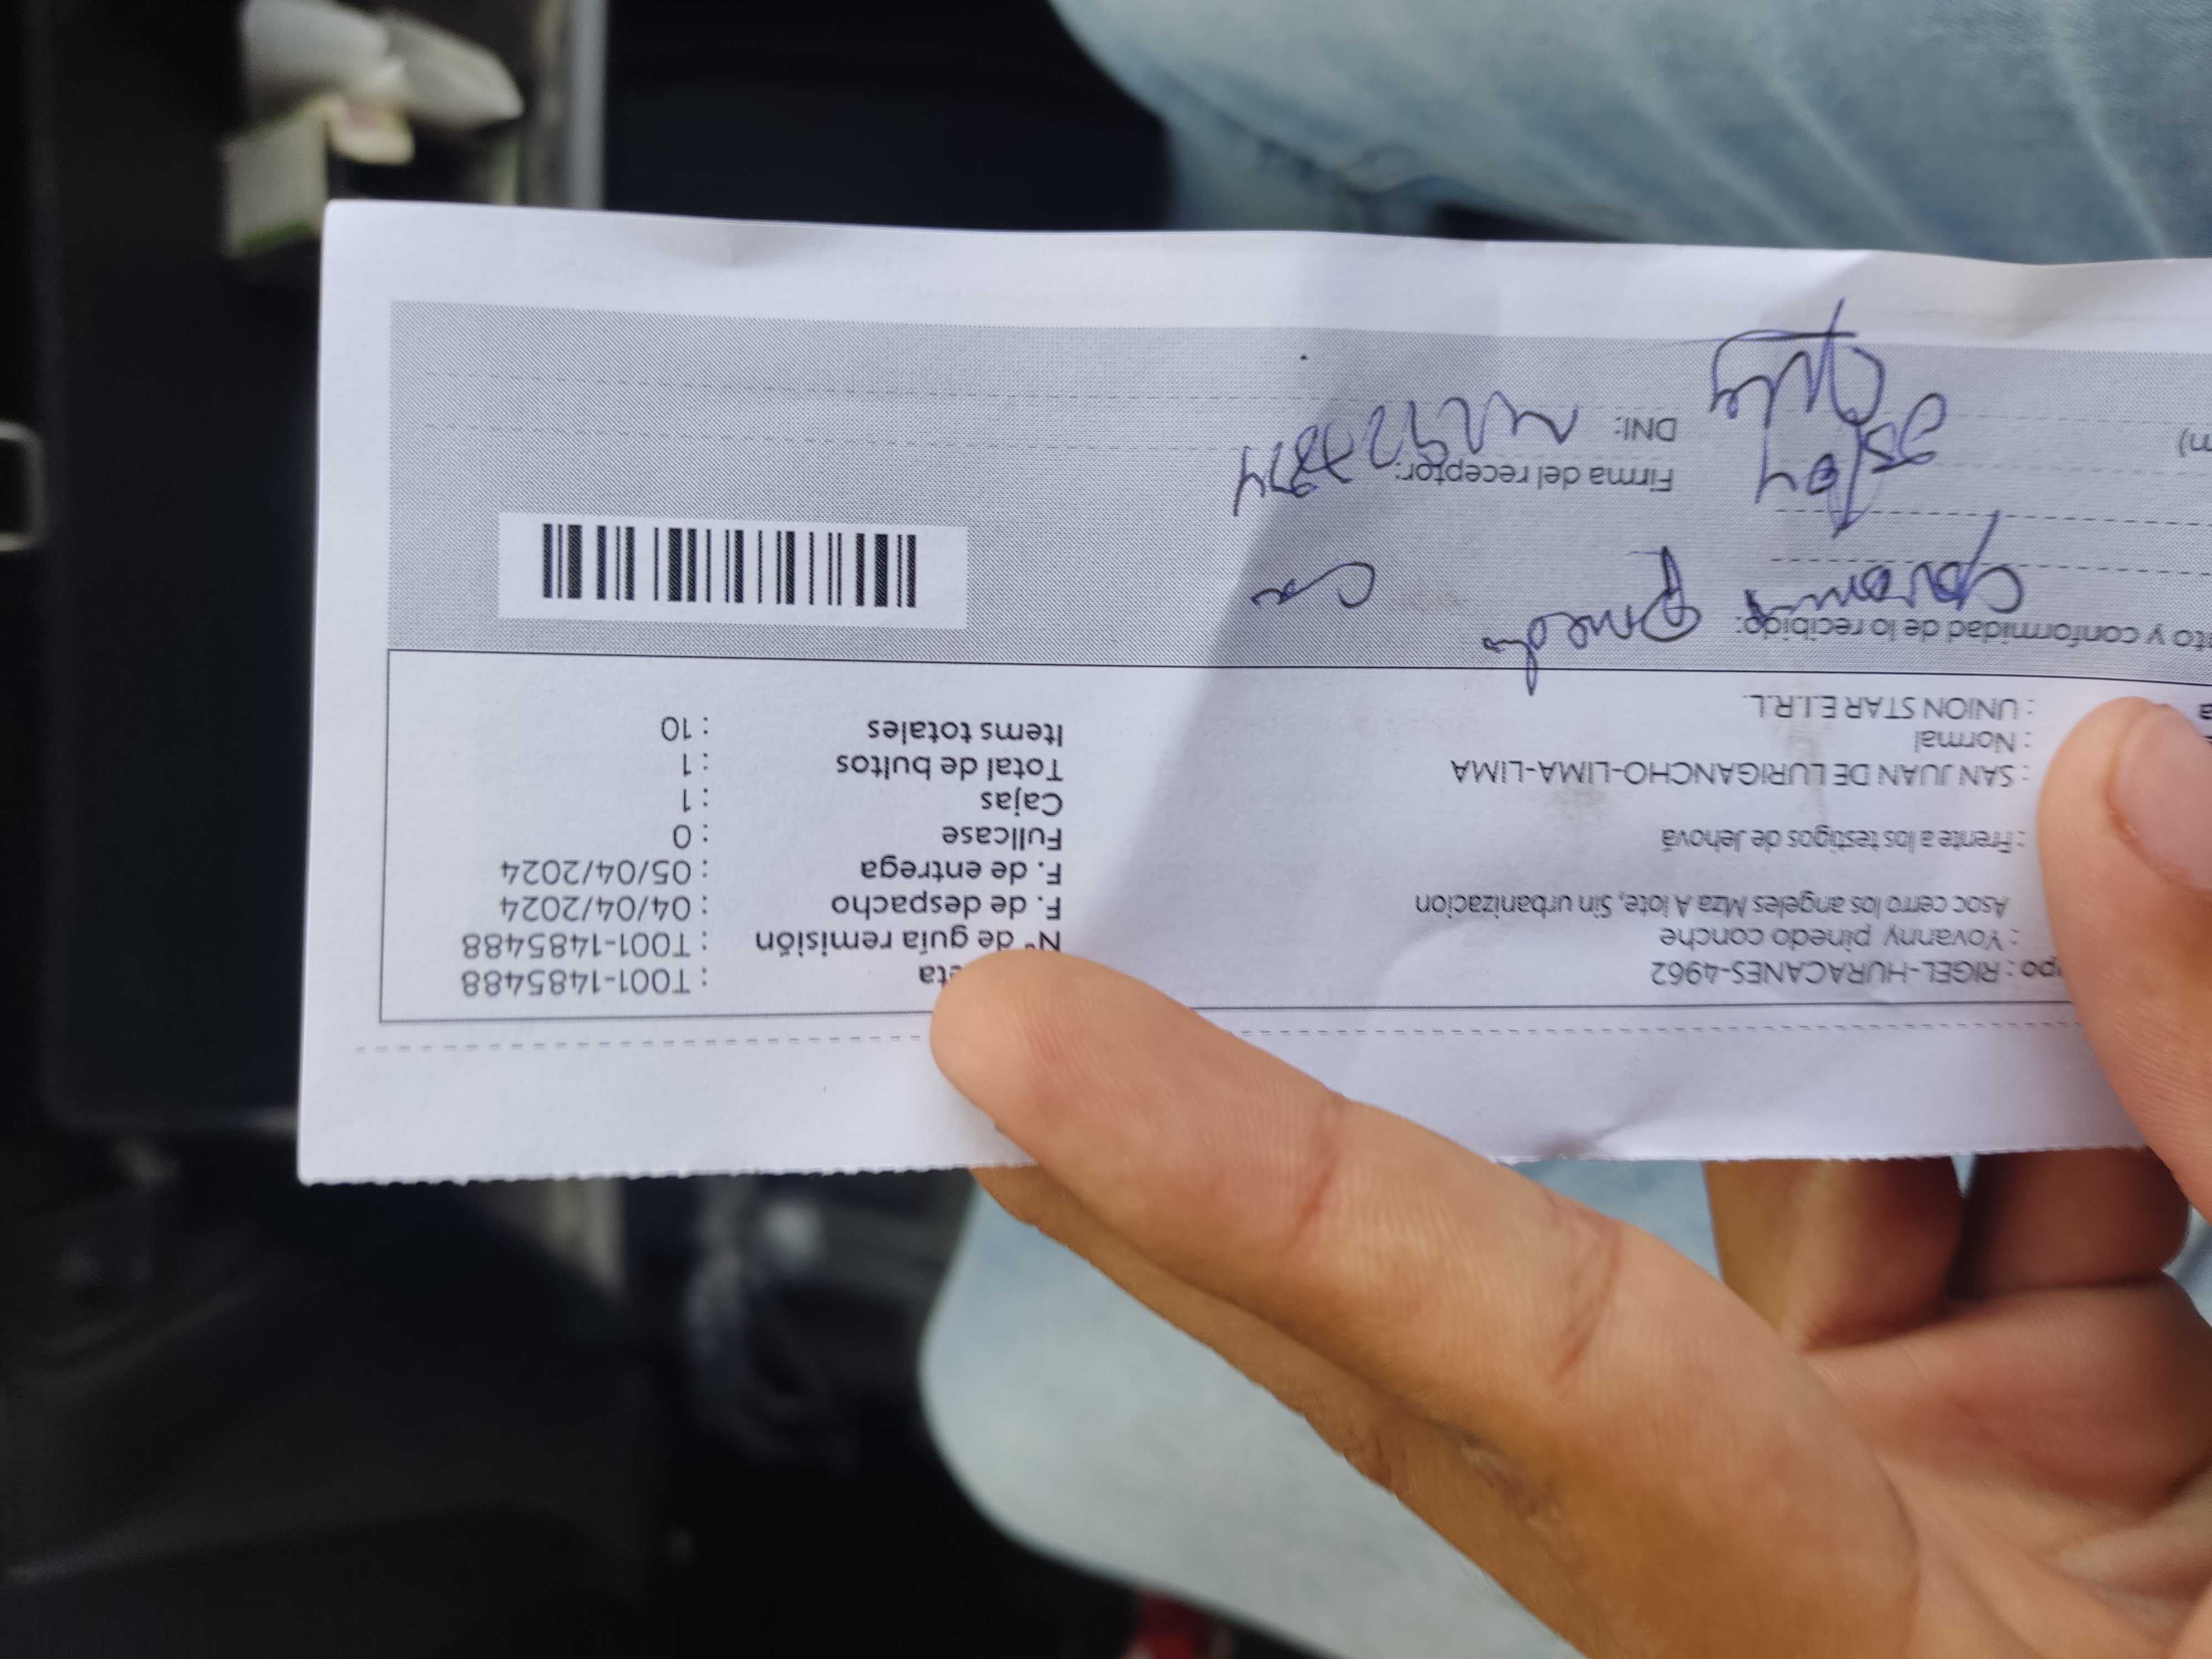 po : RIGEL-HURACANES-4962
: Yovanny pinedo conche
Asoc cerro los angeles Mza A lote, Sin urbanizacion
: Frente a los testigos de Jehová
: SAN JUAN DE LURIGANCHO-LIMA-LIMA
: Normal
: UNION STAR E.I.R.L.
eta : T001-1485488
N° de guía remisión : T001-1485488
F. de despacho : 04/04/2024
F. de entrega : 05/04/2024
Fullcase : 0
Cajas : 1
Total de bultos : 1
Items totales : 10
to y conformidad de lo recibido:
Pinedo
Firma del receptor:
DNI: